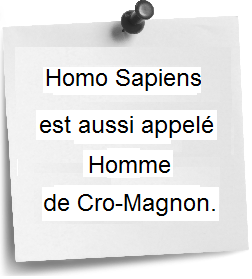 Homo Sapiens
est aussi appelé
Homme
de Cro-Magnon.